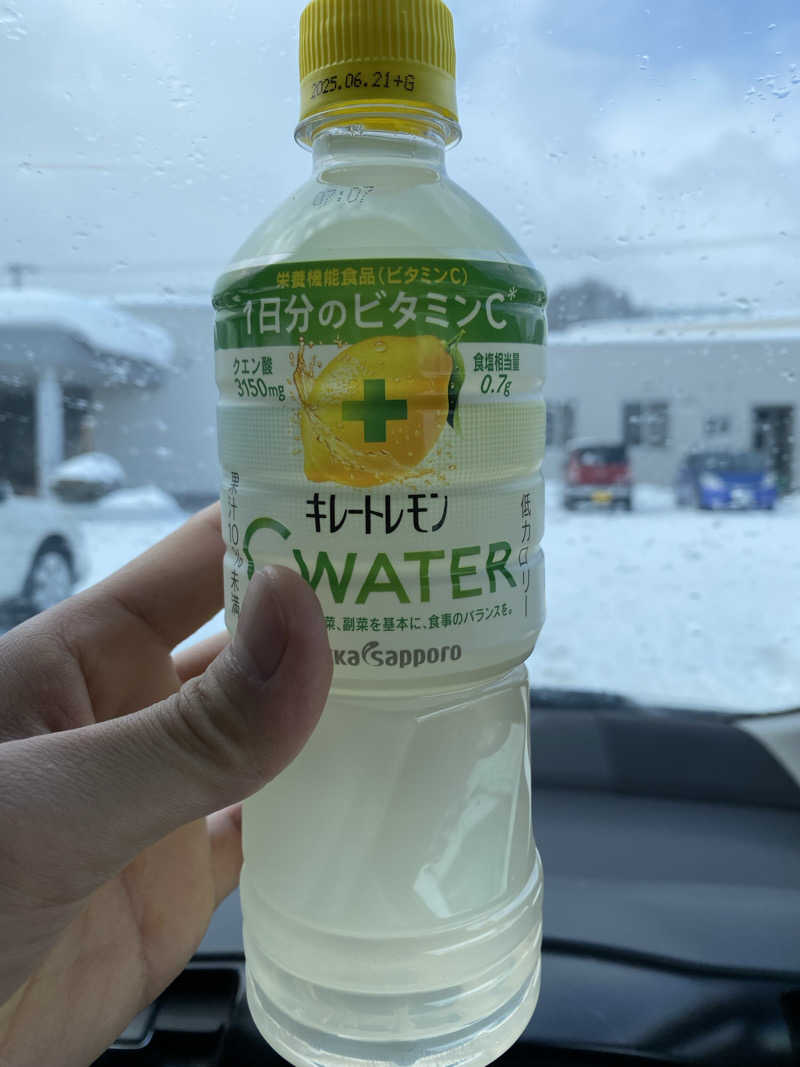 2025.06.21+G
07:07
栄養機能食品(ビタミンC)
1日分のビタミンC*
クエン酸
3150mg
食塩相当量
0.7g
果汁10%未満
低カロリー
キレートレモン
C WATER
菜、副菜を基本に、食事のバランスを。
ka Sapporo